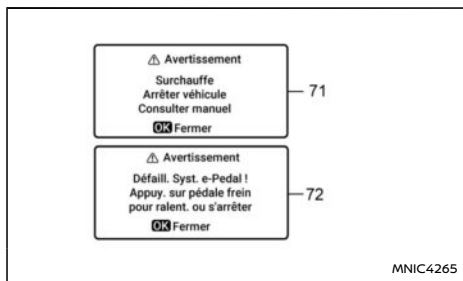 ⚠ Avertissement
Surchauffe
Arrêter véhicule
Consulter manuel
OK Fermer
71
⚠ Avertissement
Défaill. Syst. e-Pedal !
Appuy. sur pédale frein
pour ralent. ou s'arrêter
OK Fermer
72
MNIC4265